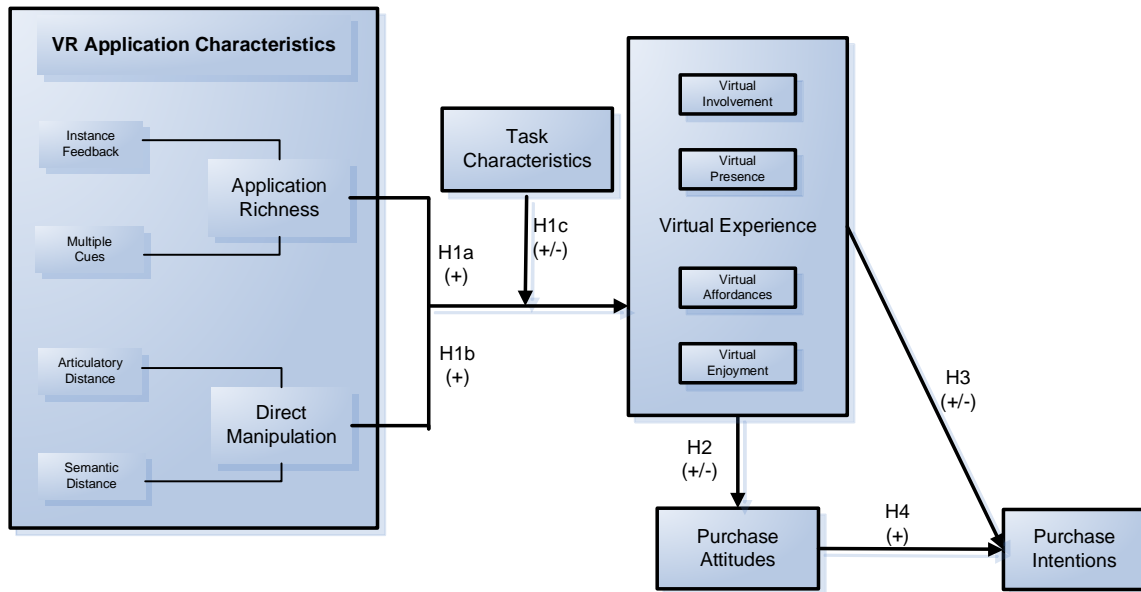 VR Application Characteristics
Instance
Feedback
Application
Richness
Multiple
Cues
Articulatory
Distance
Direct
Manipulation
Semantic
Distance
H1a
(+)
H1b
(+)
Task
Characteristics
H1c
(+/-)
Virtual
Involvement
Virtual
Presence
Virtual Experience
Virtual
Affordances
Virtual
Enjoyment
H2
(+/-)
H3
(+/-)
Purchase
Attitudes
H4
(+)
Purchase
Intentions